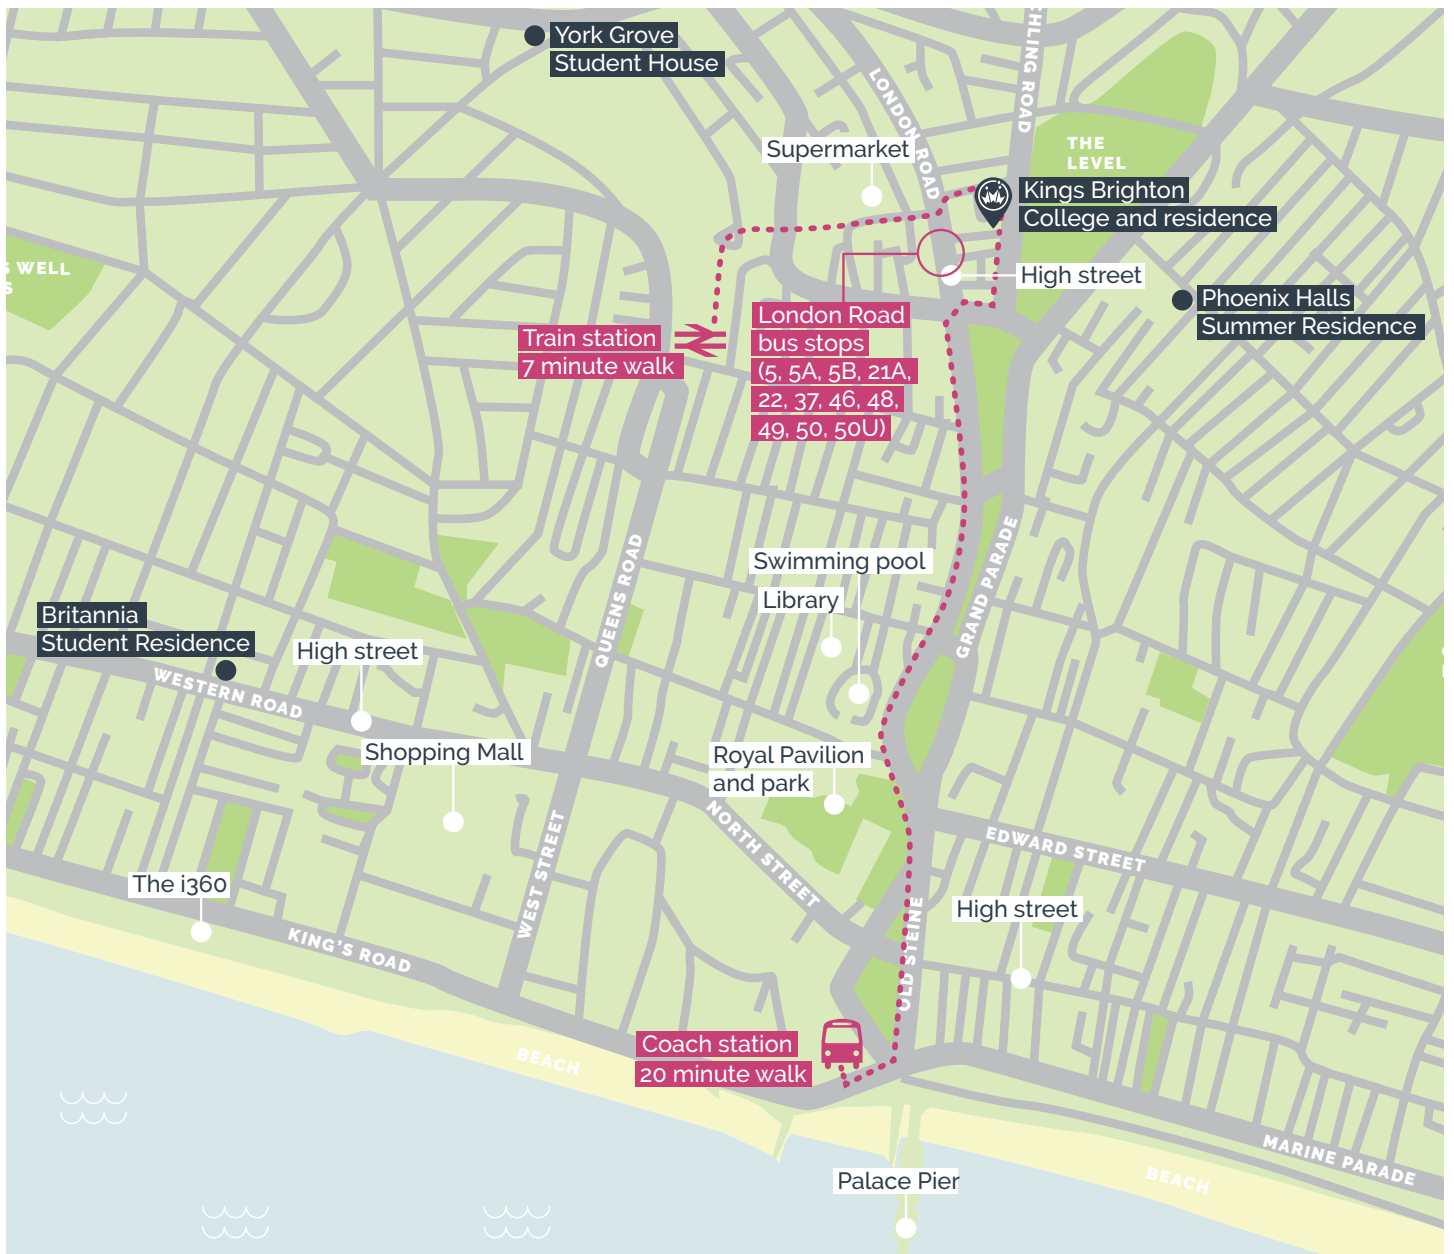 York Grove
Student House
CHLING ROAD
LONDON ROAD
THE
LEVEL
Supermarket
Kings Brighton
College and residence
S WELL
S
High street
Phoenix Halls
Summer Residence
Train station
7 minute walk
London Road
bus stops
(5, 5A, 5B, 21A,
22, 37, 46, 48,
49, 50, 50U)
QUEENS ROAD
GRAND PARADE
Swimming pool
Library
Britannia
Student Residence
High street
WESTERN ROAD
Shopping Mall
Royal Pavilion
and park
NORTH STREET
WEST STREET
EDWARD STREET
The i360
KING'S ROAD
High street
OLD STEINE
Coach station
20 minute walk
BEACH
MARINE PARADE
Palace Pier
BEACH